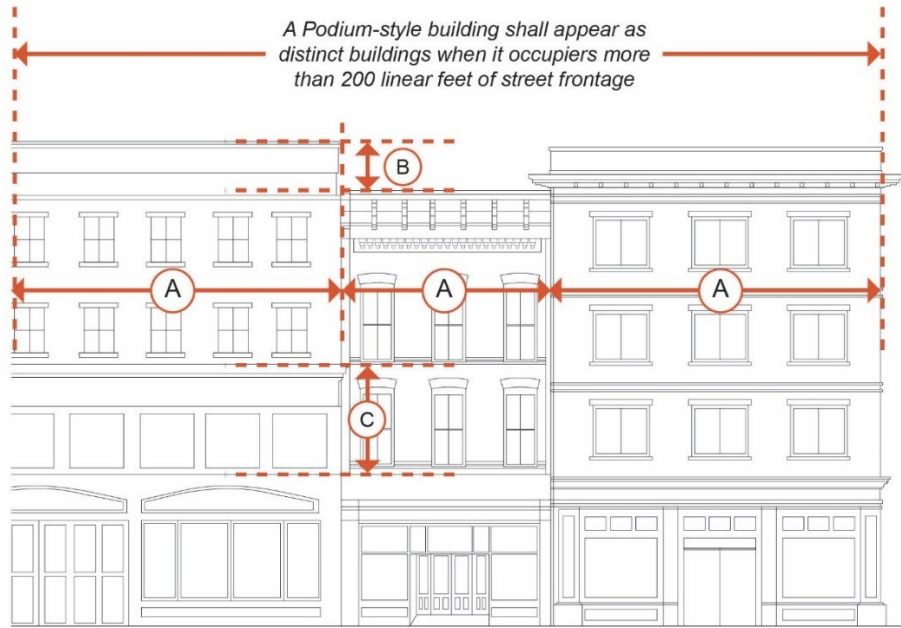 A Podium-style building shall appear as
distinct buildings when it occupiers more
than 200 linear feet of street frontage
B
A
A
A
C